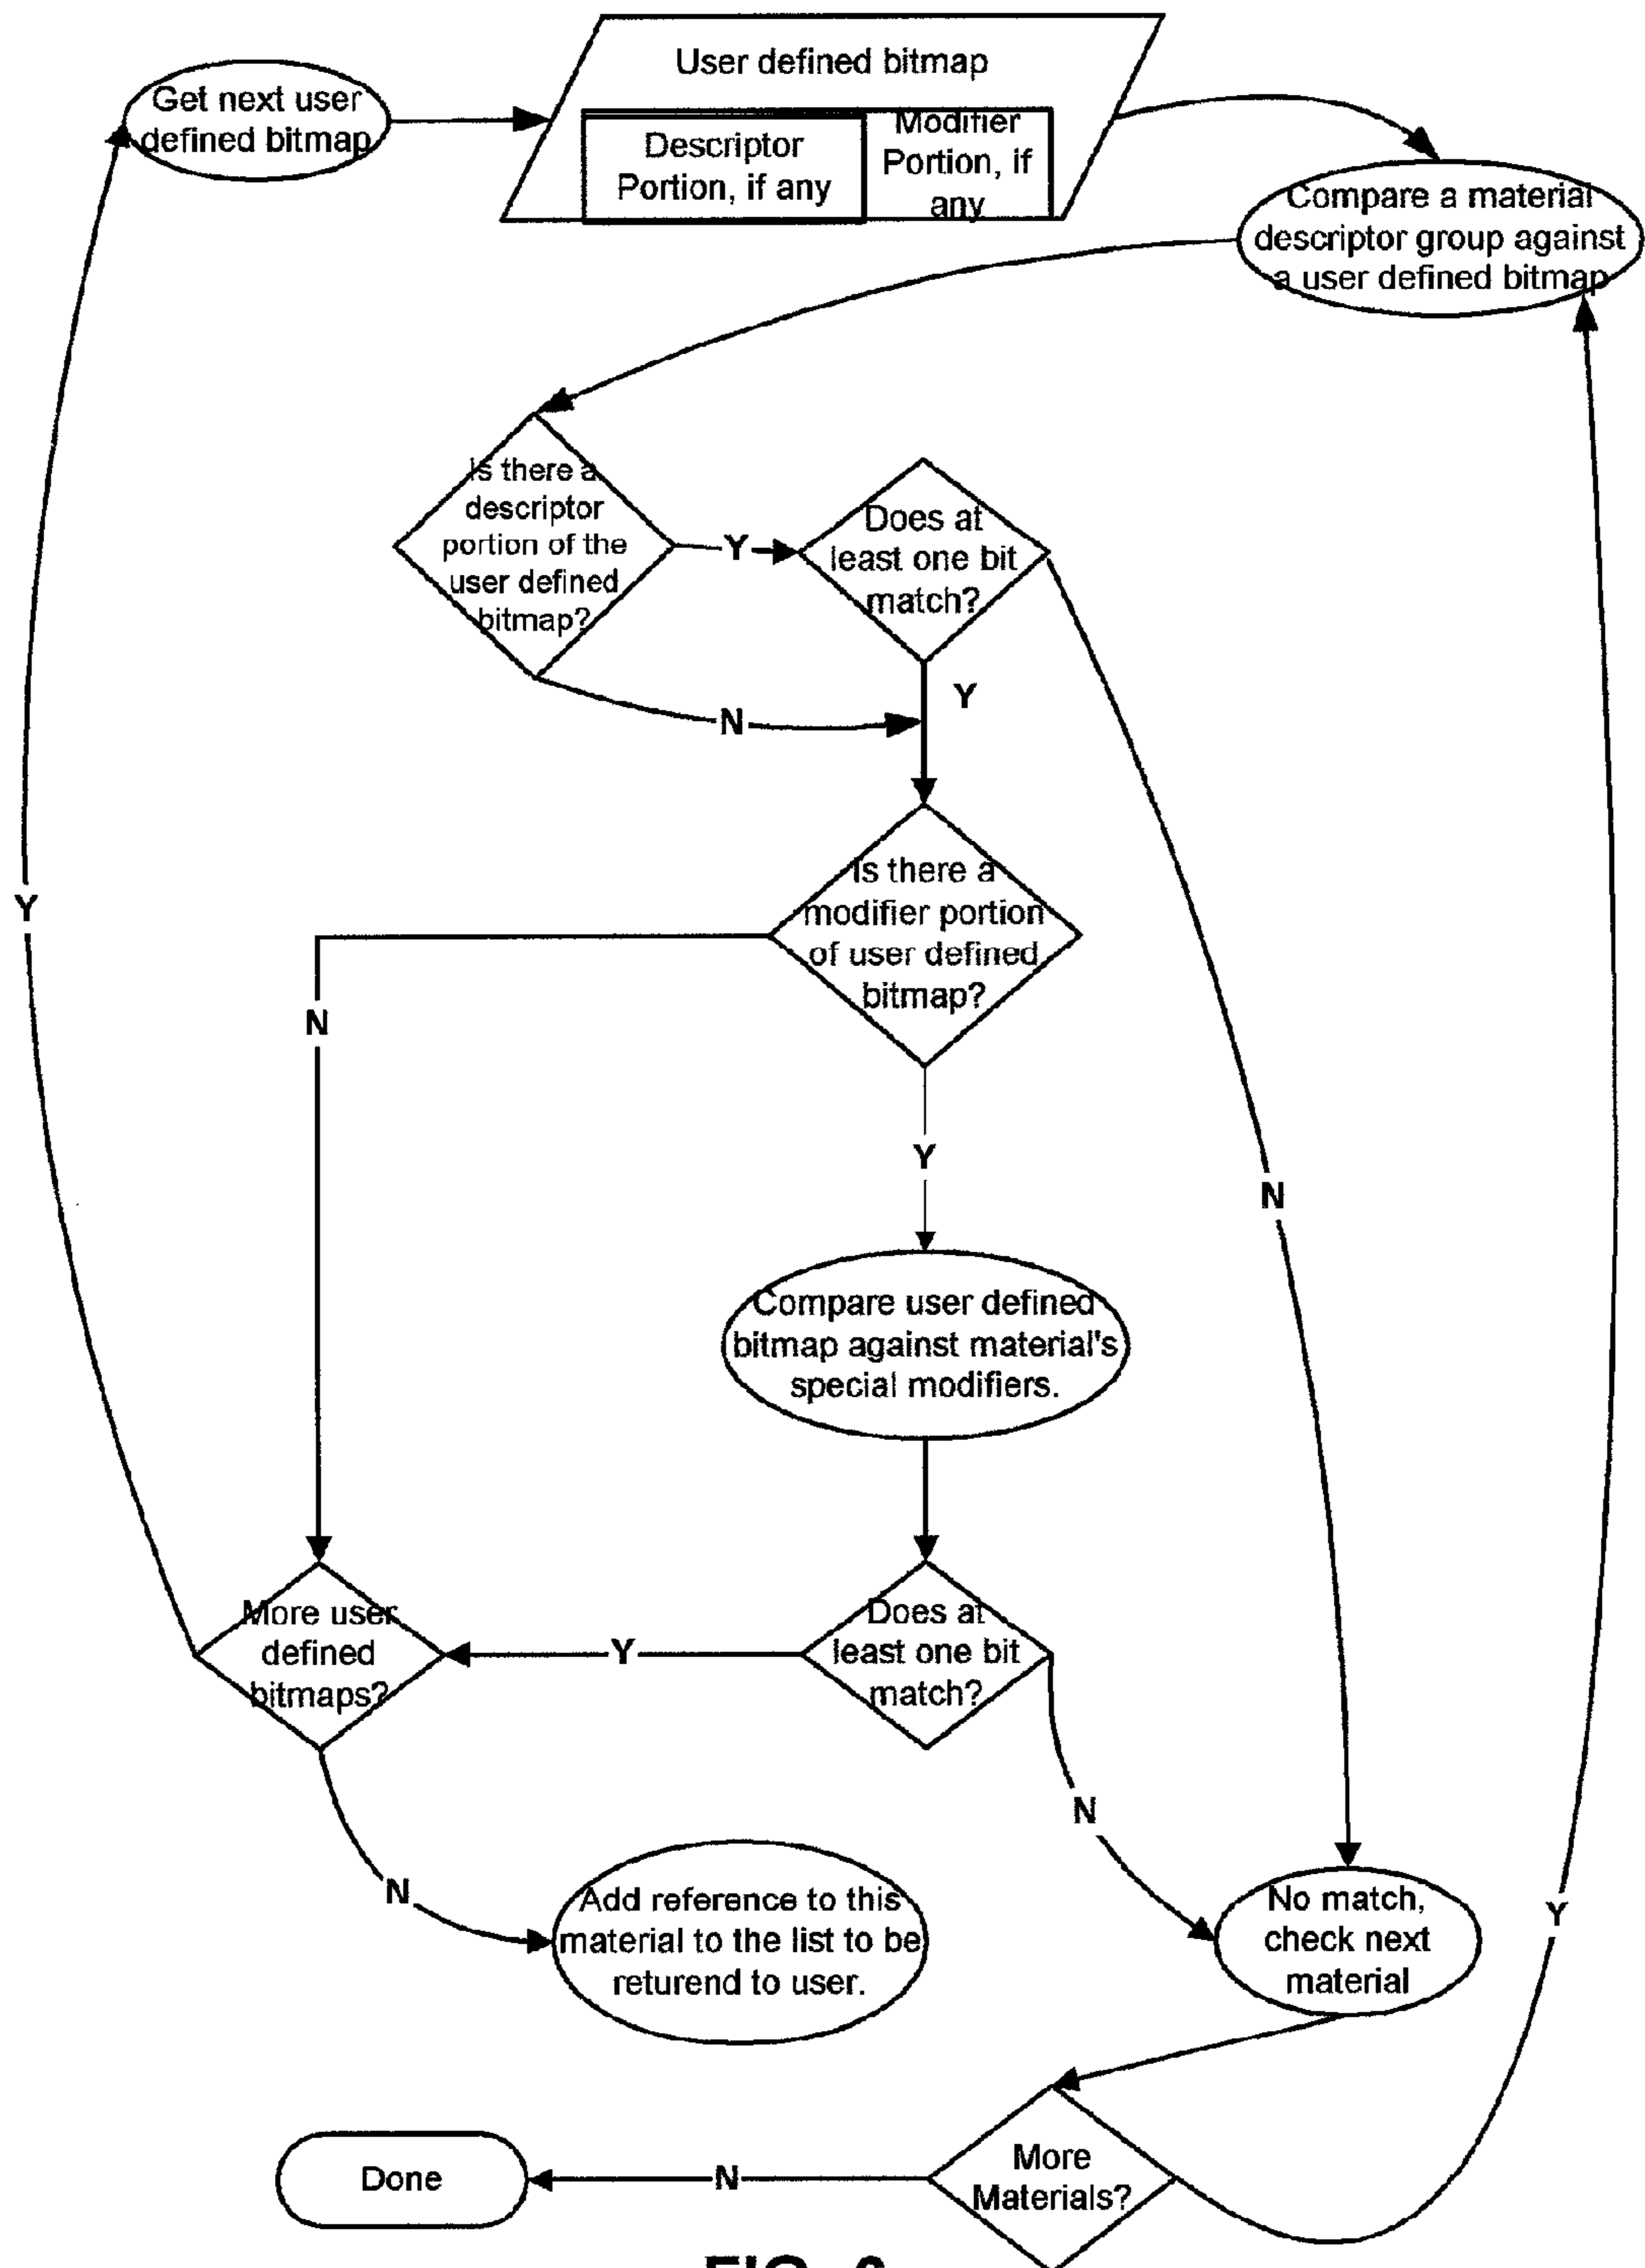 User defined bitmap
Get next user
defined bitmap
Descriptor
Portion, if any
Modifier
Portion, if
any
Compare a material
descriptor group against
a user defined bitmap
Is there a
descriptor
portion of the
user defined
bitmap?
Y
Does at
least one bit
match?
Y
N
Is there a
modifier portion
of user defined
bitmap?
Y
N
Y
N
Compare user defined
bitmap against material's
special modifiers.
More user
defined
bitmaps?
Y
Does at
least one bit
match?
N
N
Add reference to this
material to the list to be
returend to user.
No match,
check next
material
Y
More
Materials?
N
Done